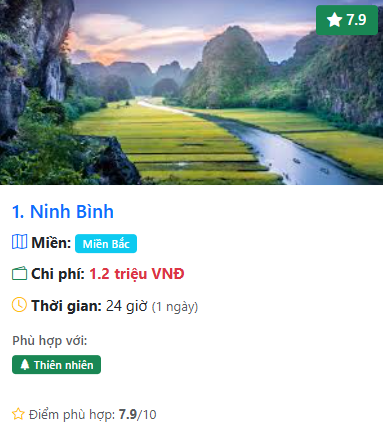 7.9
1. Ninh Bình
Miền: Miền Bắc
Chi phí: 1.2 triệu VNĐ
Thời gian: 24 giờ (1 ngày)
Phù hợp với:
Thiên nhiên
Điểm phù hợp: 7.9/10